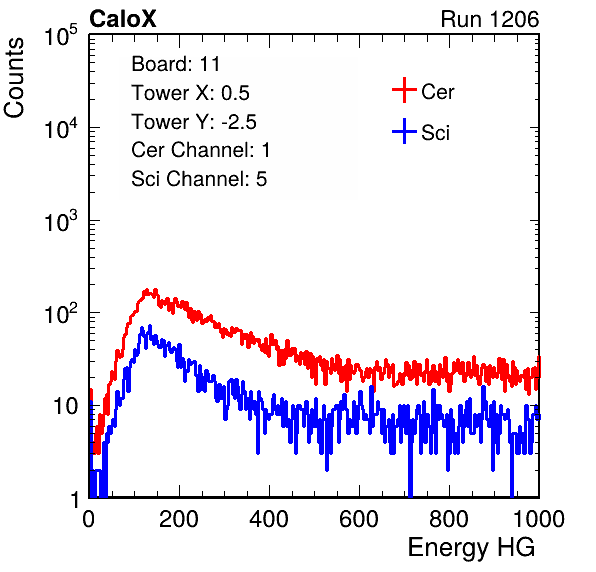 CaloX Run 1206
Counts
10^5
10^4
10^3
10^2
10
1
Board: 11
Tower X: 0.5
Tower Y: -2.5
Cer Channel: 1
Sci Channel: 5
Cer
Sci
0 200 400 600 800 1000
Energy HG